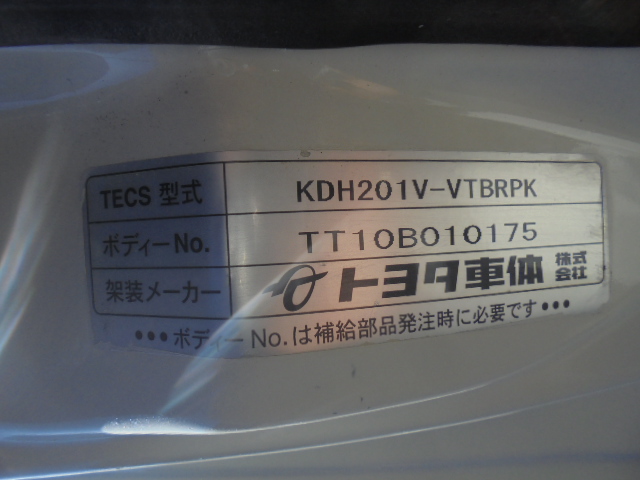 TECS 型式 KDH201V-VTBRPK
ボディーNo. TT10B010175
架装メーカー トヨタ車体 株式会社
•••ボディーNo.は補給部品発注時に必要です•••